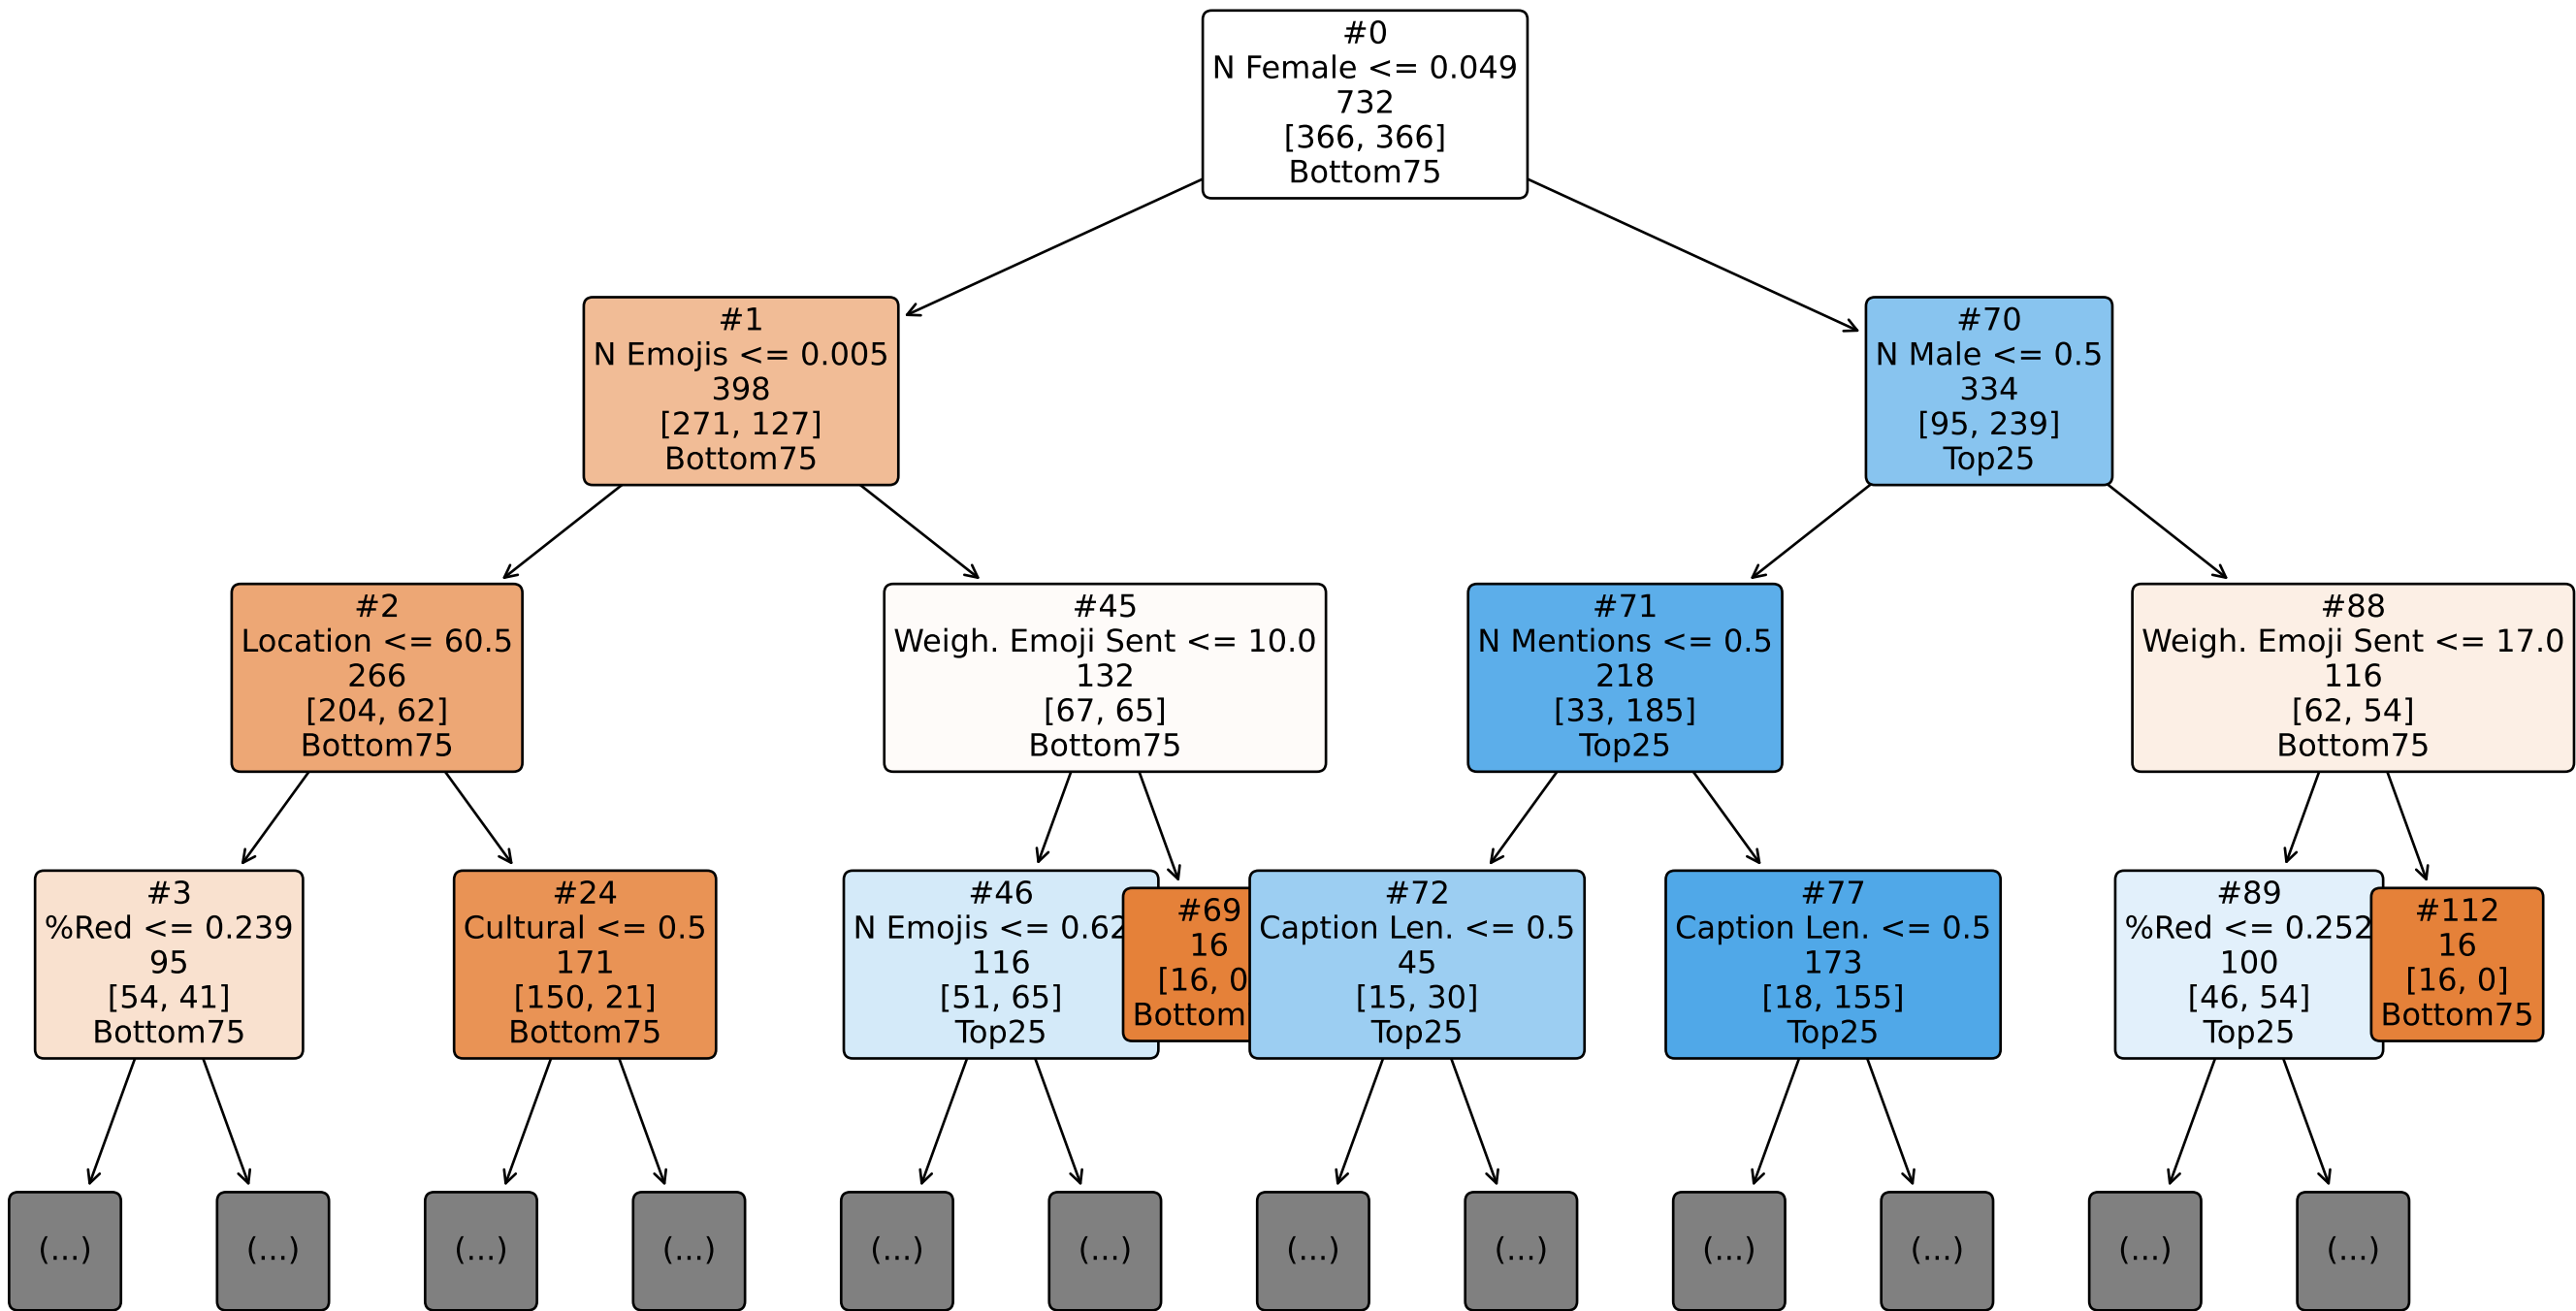 #0
N Female <= 0.049
732
[366, 366]
Bottom75
#1
N Emojis <= 0.005
398
[271, 127]
Bottom75
#70
N Male <= 0.5
334
[95, 239]
Top25
#2
Location <= 60.5
266
[204, 62]
Bottom75
#45
Weigh. Emoji Sent <= 10.0
132
[67, 65]
Bottom75
#71
N Mentions <= 0.5
218
[33, 185]
Top25
#88
Weigh. Emoji Sent <= 17.0
116
[62, 54]
Bottom75
#3
%Red <= 0.239
95
[54, 41]
Bottom75
#24
Cultural <= 0.5
171
[150, 21]
Bottom75
#46
N Emojis <= 0.62
116
[51, 65]
Top25
#69
16
[16, 0
Bottom
#72
Caption Len. <= 0.5
45
[15, 30]
Top25
#77
Caption Len. <= 0.5
173
[18, 155]
Top25
#89
%Red <= 0.252
100
[46, 54]
Top25
#112
16
[16, 0]
Bottom75
(...)
(...)
(...)
(...)
(...)
(...)
(...)
(...)
(...)
(...)
(...)
(...)